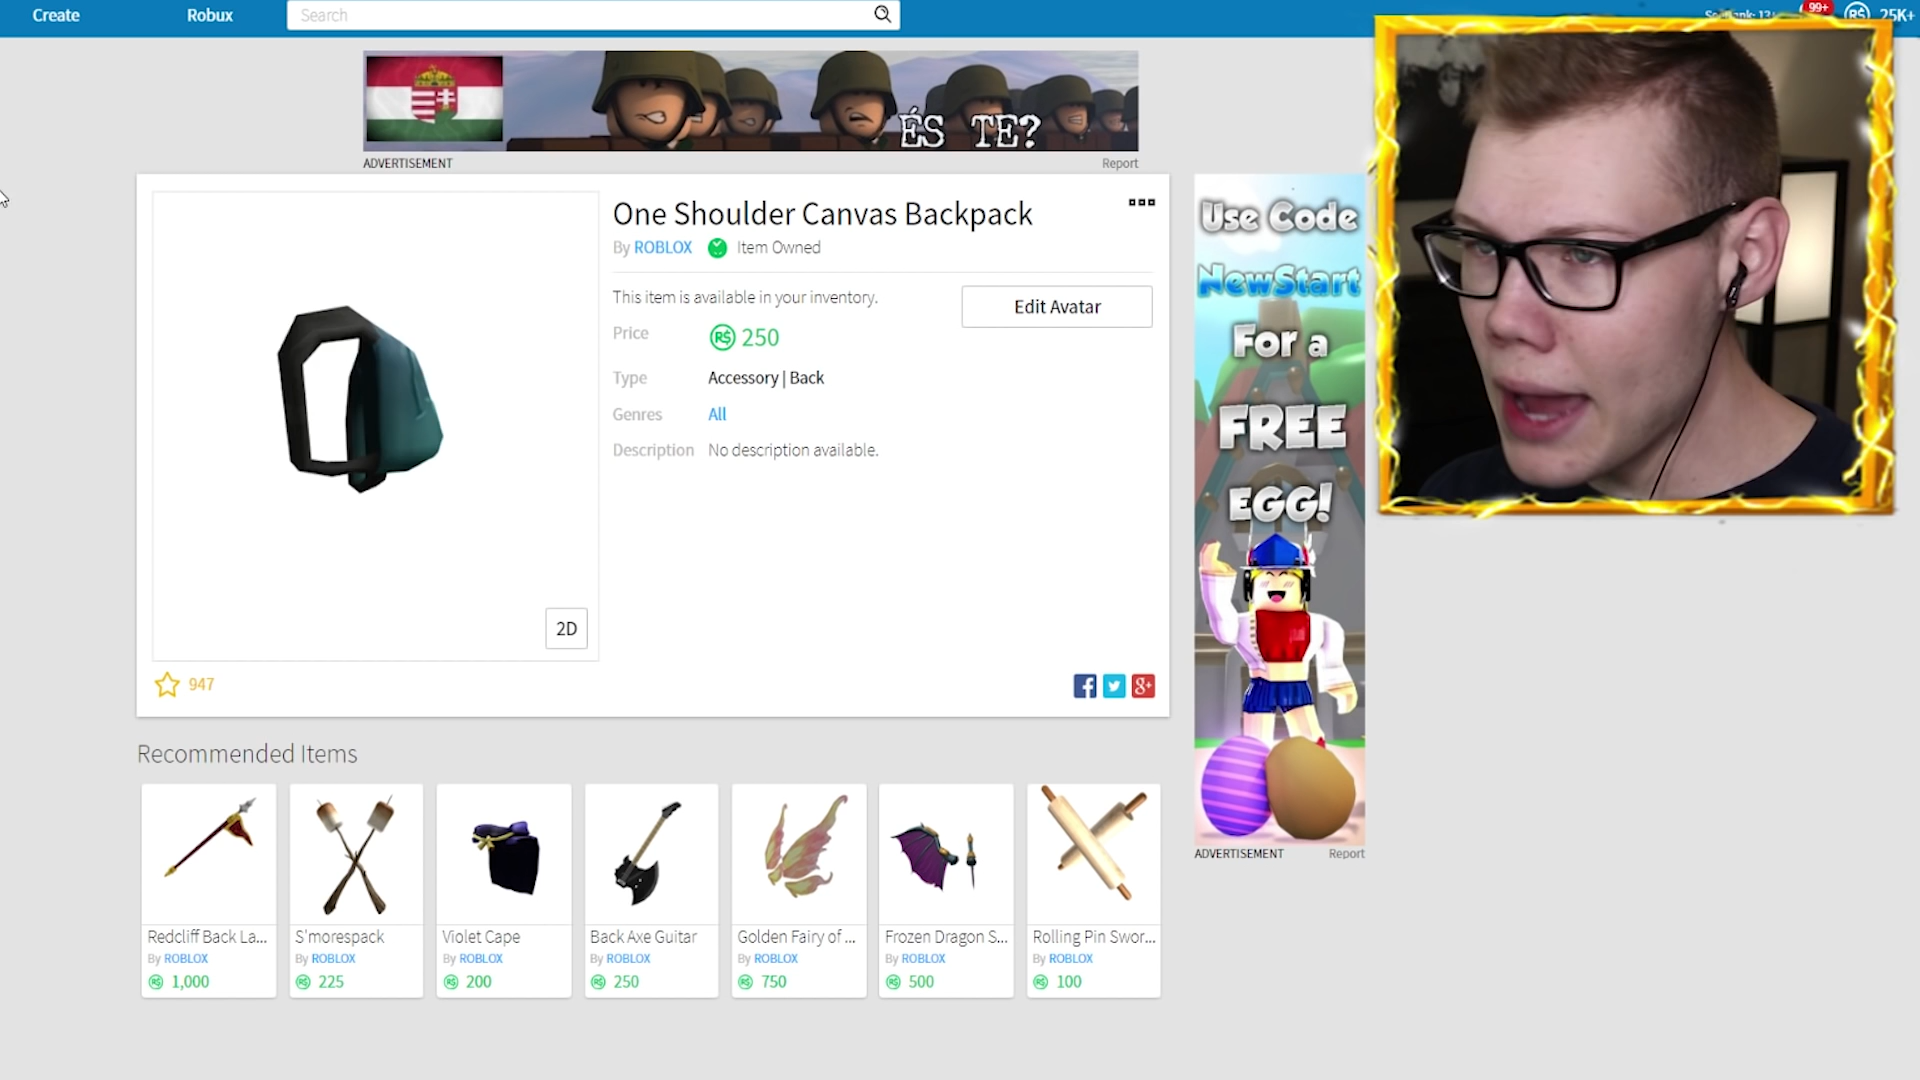 Create
Robux
Search
99+
25K+
ÉS TE?
ADVERTISEMENT
Report
One Shoulder Canvas Backpack
By ROBLOX
Item Owned
This item is available in your inventory.
Edit Avatar
Price
R$ 250
Type
Accessory | Back
Genres
All
Description
No description available.
2D
947
Use Code
NewStart
For a
FREE
EGG!
ADVERTISEMENT
Report
Recommended Items
Redcliff Back La...
By ROBLOX
R$ 1,000
S'morespack
By ROBLOX
R$ 225
Violet Cape
By ROBLOX
R$ 200
Back Axe Guitar
By ROBLOX
R$ 250
Golden Fairy of ...
By ROBLOX
R$ 750
Frozen Dragon S...
By ROBLOX
R$ 500
Rolling Pin Swor...
By ROBLOX
R$ 100